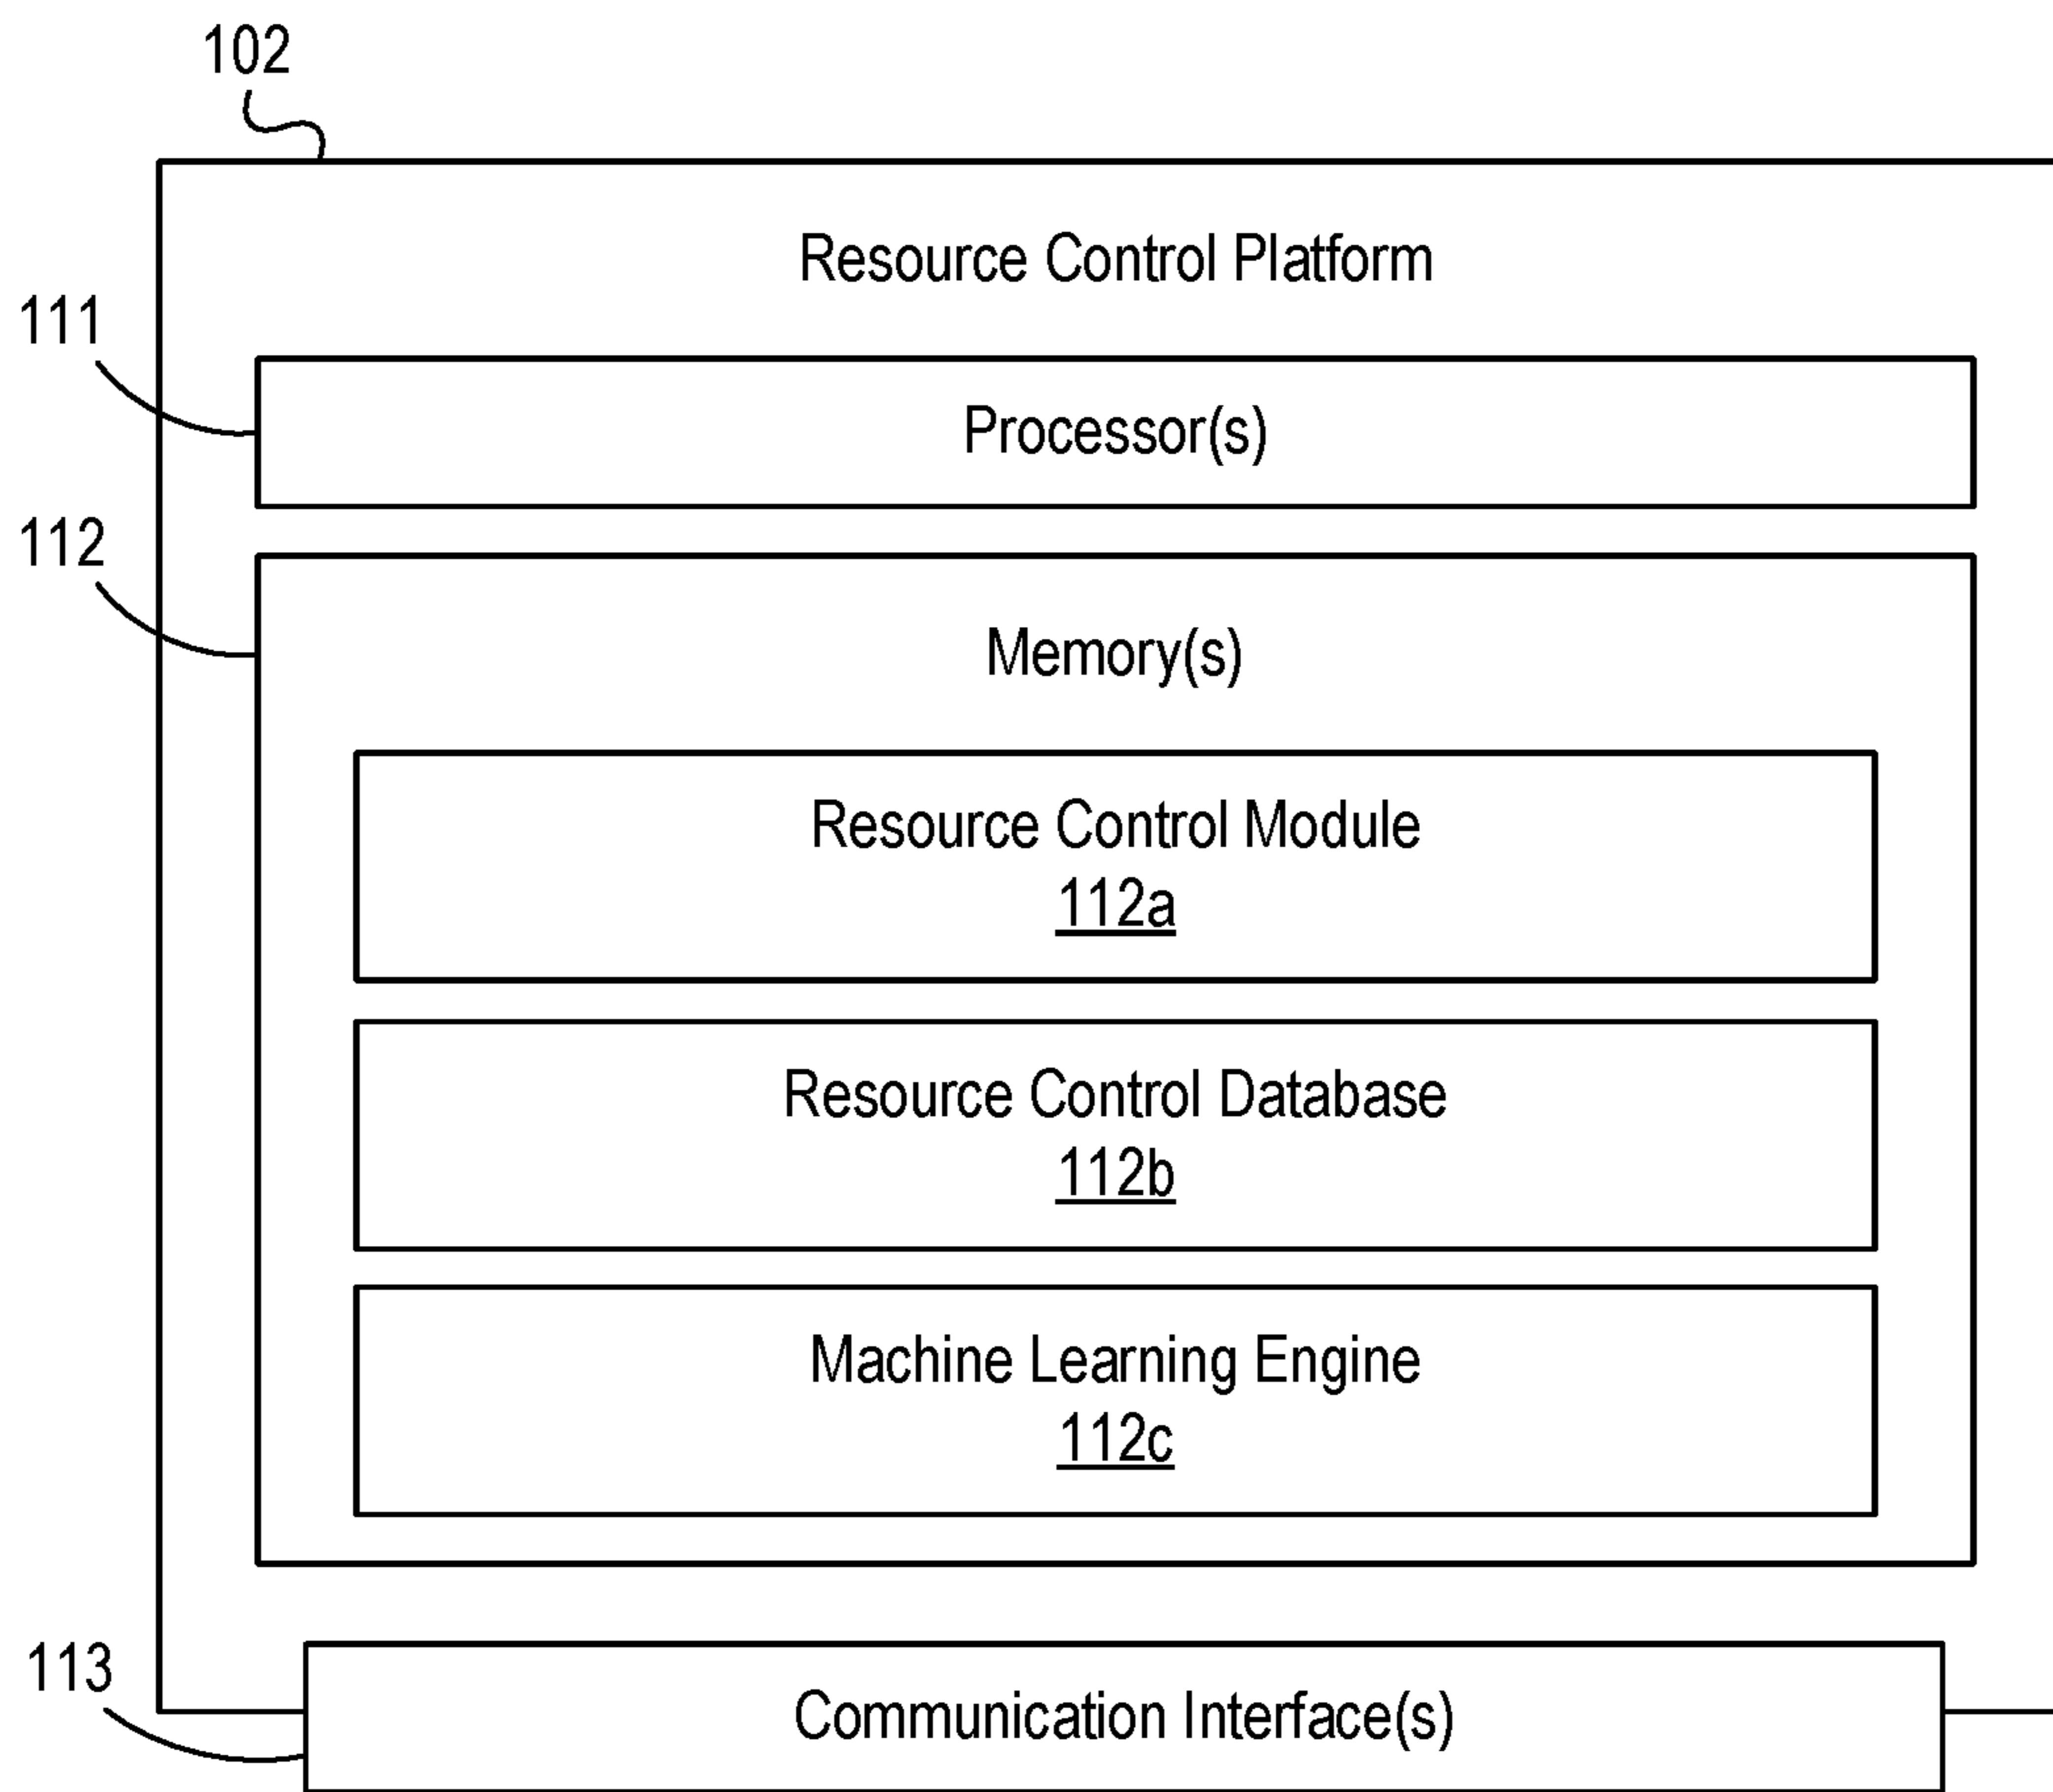 102
Resource Control Platform
111
Processor(s)
112
Memory(s)
Resource Control Module
112a
Resource Control Database
112b
Machine Learning Engine
112c
113
Communication Interface(s)